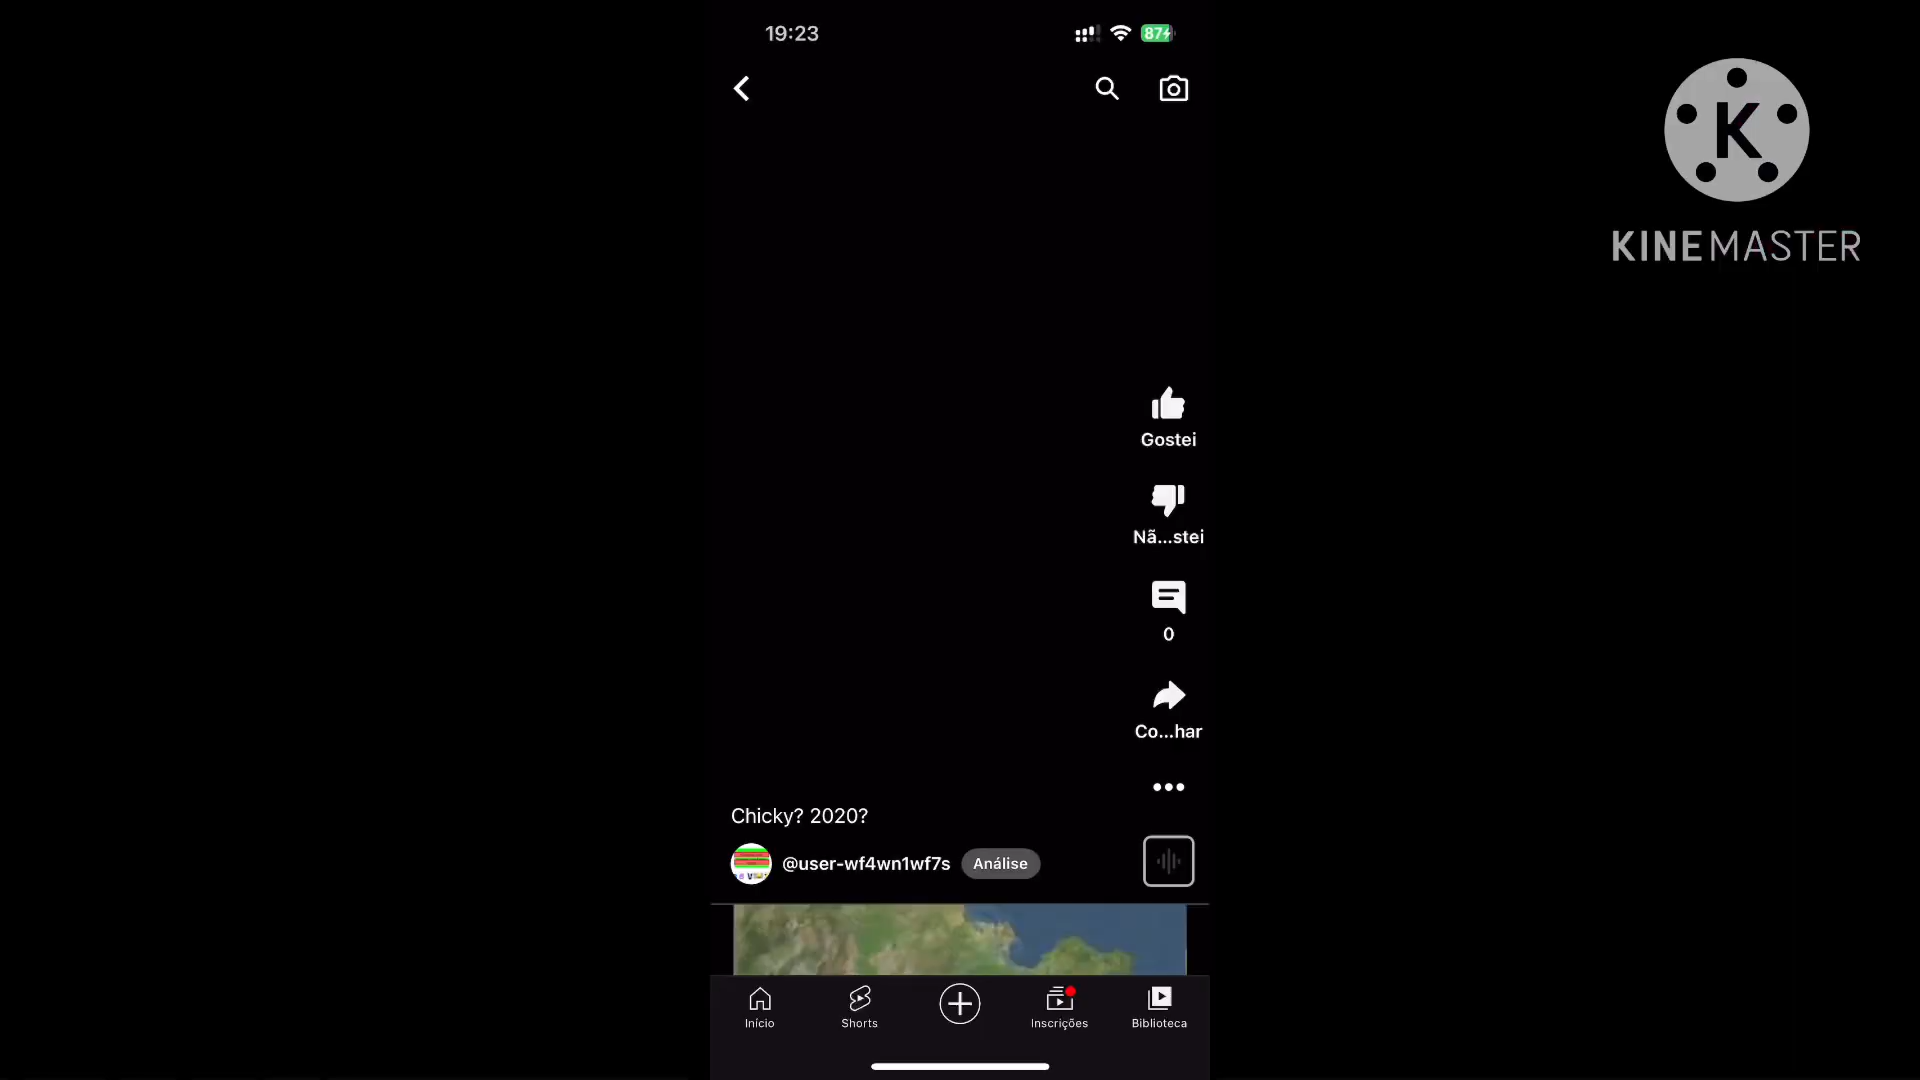 19:23
87
K
KINEMASTER
Gostei
Nã...stei
0
Co...har
Chicky? 2020?
@user-wf4wn1wf7s
Análise
Início
Shorts
Inscrições
Biblioteca